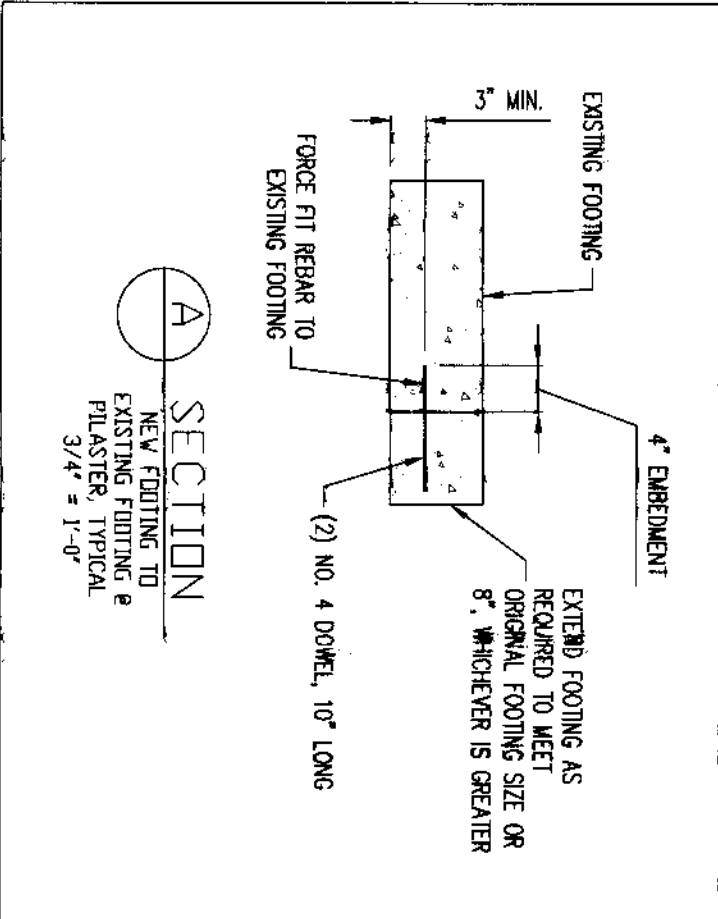 EXISTING FOOTING
3" MIN.
4" EMBEDMENT
EXTEND FOOTING AS
REQUIRED TO MEET
ORIGINAL FOOTING SIZE OR
8", WHICHEVER IS GREATER
FORCE FIT REBAR TO
EXISTING FOOTING
(2) NO. 4 DOWEL, 10" LONG
A
SECTION
NEW FOOTING TO
EXISTING FOOTING @
PILASTER, TYPICAL
3/4" = 1'-0"